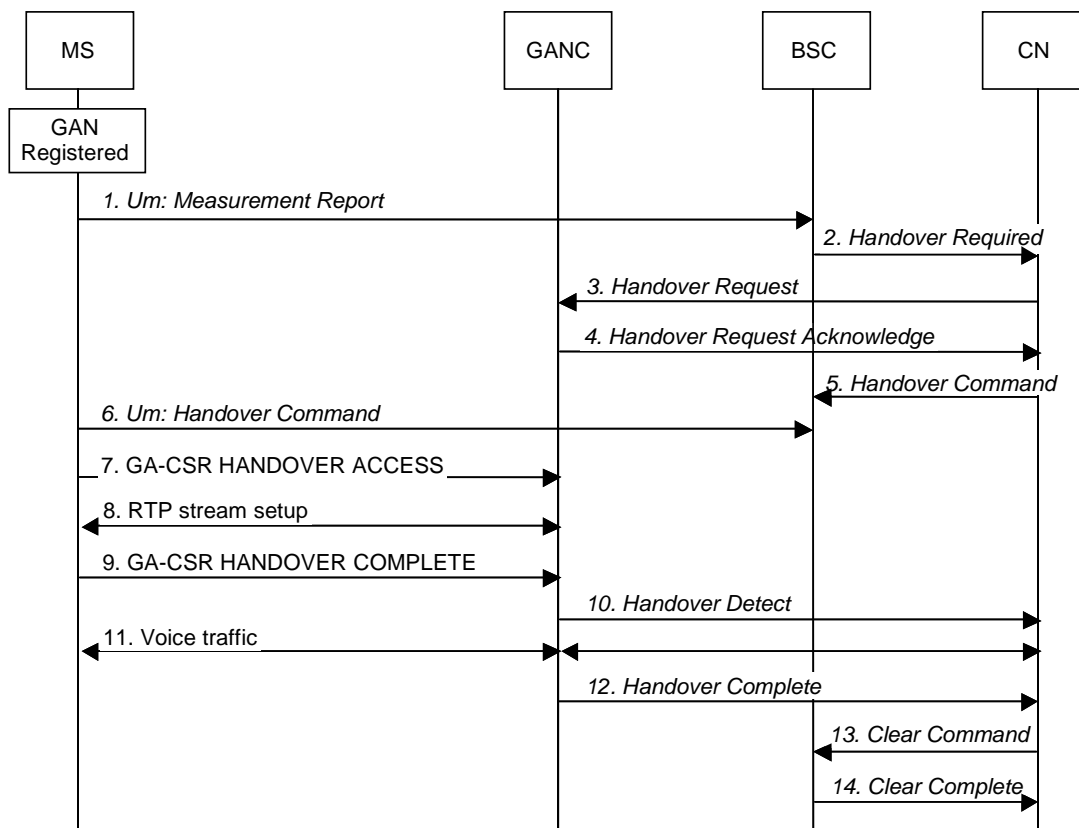 MS
GANC
BSC
CN
GAN
Registered
1. Um: Measurement Report
2. Handover Required
3. Handover Request
4. Handover Request Acknowledge
5. Handover Command
6. Um: Handover Command
7. GA-CSR HANDOVER ACCESS
8. RTP stream setup
9. GA-CSR HANDOVER COMPLETE
10. Handover Detect
11. Voice traffic
12. Handover Complete
13. Clear Command
14. Clear Complete